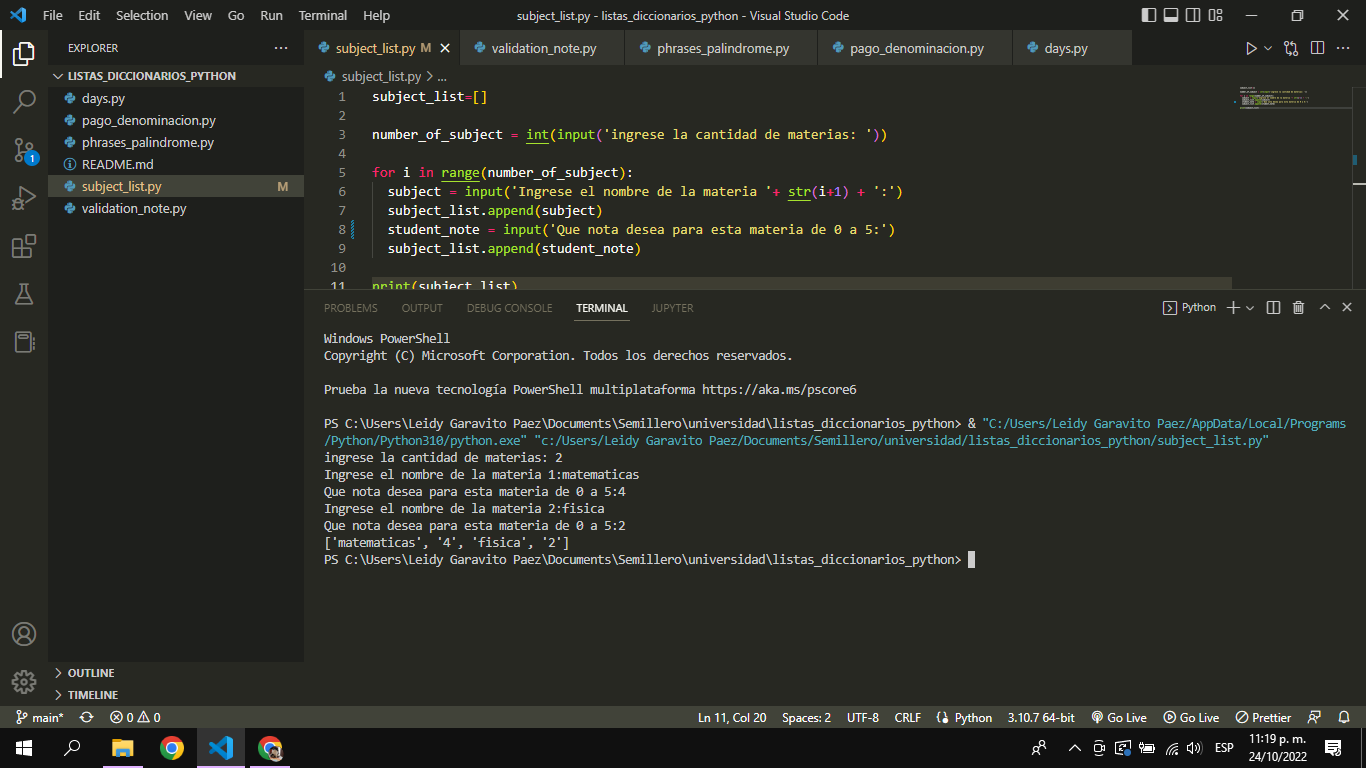 File Edit Selection View Go Run Terminal Help subject_list.py - listas_diccionarios_python - Visual Studio Code
EXPLORER
LISTAS_DICCIONARIOS_PYTHON
days.py
pago_denominacion.py
phrases_palindrome.py
README.md
subject_list.py M
validation_note.py
OUTLINE
TIMELINE
subject_list.py M validation_note.py phrases_palindrome.py pago_denominacion.py days.py
subject_list.py > ...
1 subject_list=[]
2
3 number_of_subject = int(input('ingrese la cantidad de materias: '))
4
5 for i in range(number_of_subject):
6 subject = input('Ingrese el nombre de la materia '+ str(i+1) + ':')
7 subject_list.append(subject)
8 student_note = input('Que nota desea para esta materia de 0 a 5:')
9 subject_list.append(student_note)
10
11 print(subject_list)
PROBLEMS OUTPUT DEBUG CONSOLE TERMINAL JUPYTER Python
Windows PowerShell
Copyright (C) Microsoft Corporation. Todos los derechos reservados.
Prueba la nueva tecnología PowerShell multiplataforma https://aka.ms/pscore6
PS C:\Users\Leidy Garavito Paez\Documents\Semillero\universidad\listas_diccionarios_python> & "C:/Users/Leidy Garavito Paez/AppData/Local/Programs
/Python/Python310/python.exe" "c:/Users/Leidy Garavito Paez/Documents/Semillero/universidad/listas_diccionarios_python/subject_list.py"
ingrese la cantidad de materias: 2
Ingrese el nombre de la materia 1:matematicas
Que nota desea para esta materia de 0 a 5:4
Ingrese el nombre de la materia 2:fisica
Que nota desea para esta materia de 0 a 5:2
['matematicas', '4', 'fisica', '2']
PS C:\Users\Leidy Garavito Paez\Documents\Semillero\universidad\listas_diccionarios_python>
1
main* 0 0 Ln 11, Col 20 Spaces: 2 UTF-8 CRLF Python 3.10.7 64-bit Go Live Go Live Prettier
ESP 11:19 p. m.
24/10/2022